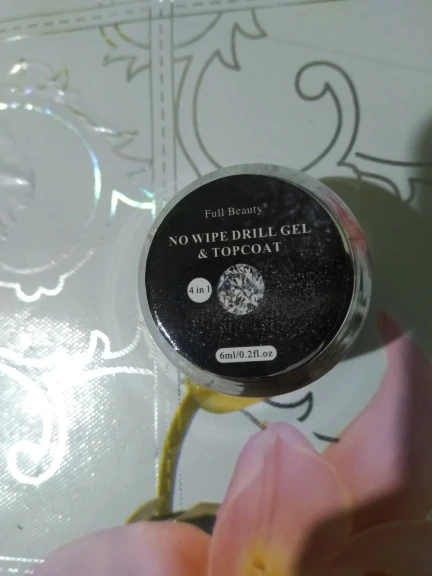 Full Beauty®
NO WIPE DRILL GEL
& TOPCOAT
4 in 1
6ml/0.2fl.oz